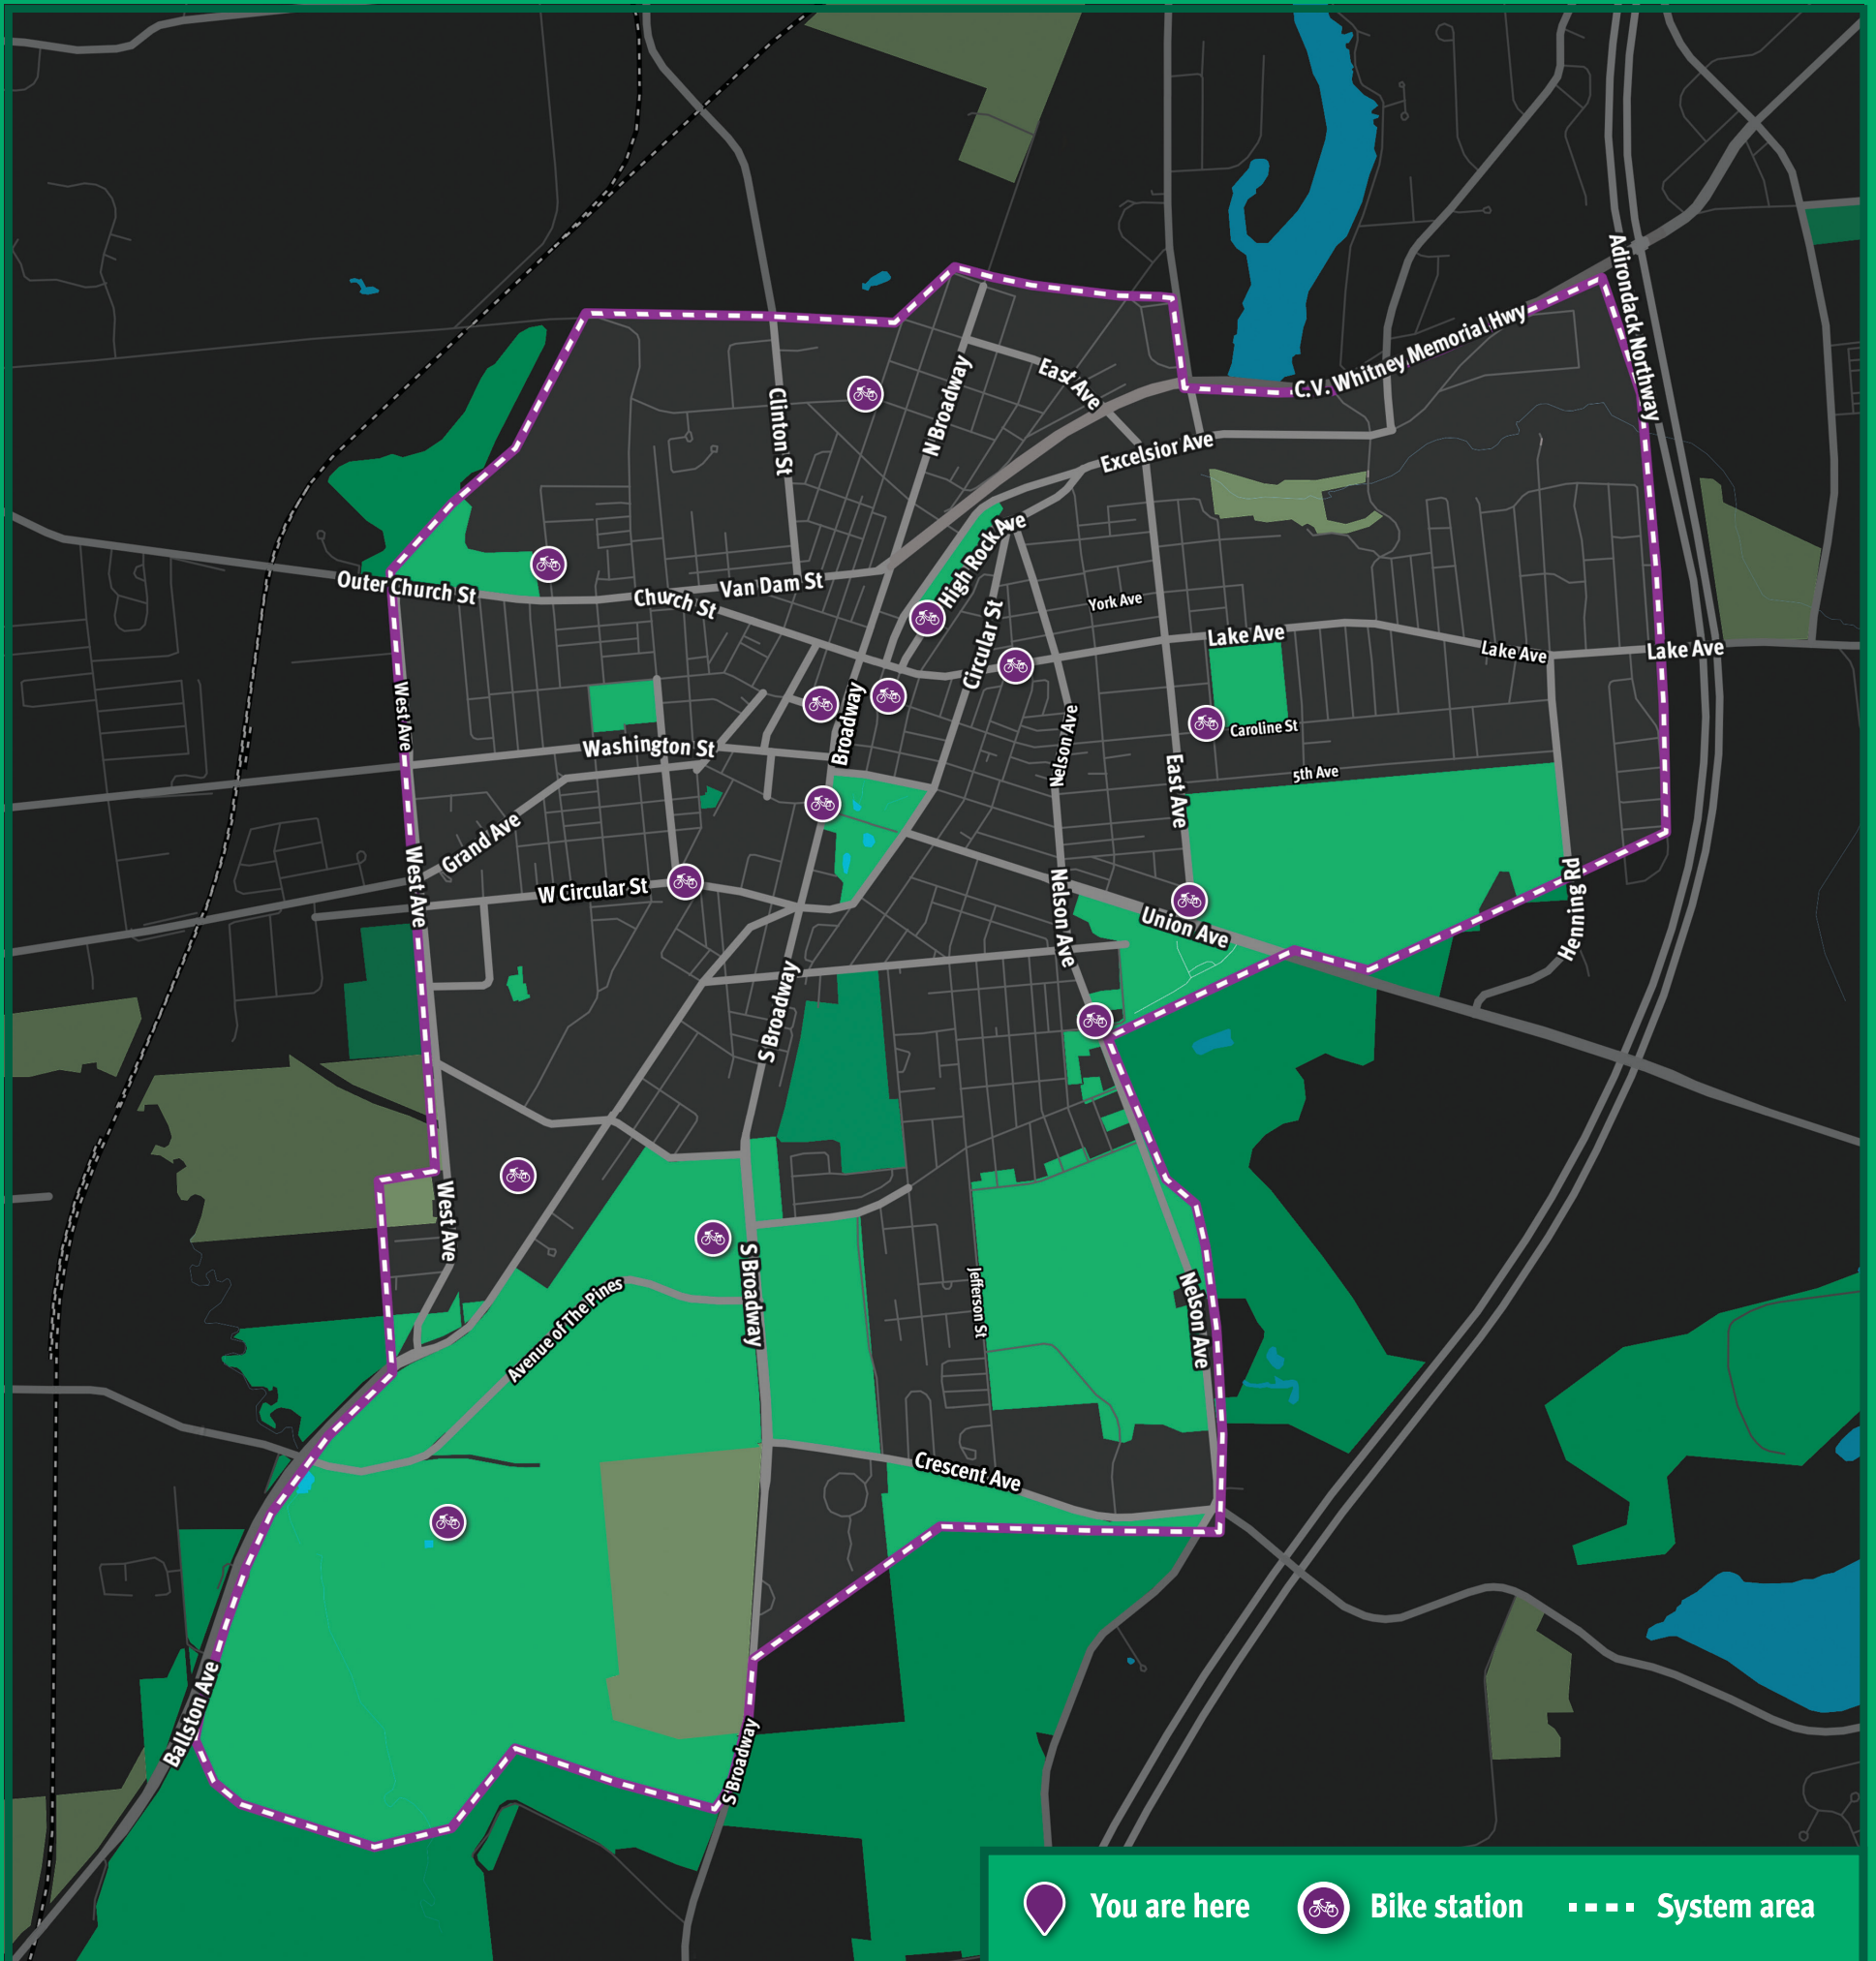 Adirondack Northway
C.V. Whitney Memorial Hwy
East Ave
N Broadway
Clinton St
Excelsior Ave
High Rock Ave
Outer Church St
Van Dam St
Church St
York Ave
Circular St
Lake Ave
Lake Ave
Lake Ave
West Ave
Broadway
Nelson Ave
Caroline St
Washington St
East Ave
5th Ave
Grand Ave
West Ave
W Circular St
Nelson Ave
Union Ave
Henning Rd
S Broadway
West Ave
S Broadway
Avenue of The Pines
Jefferson St
Nelson Ave
Crescent Ave
Ballston Ave
S Broadway
You are here
Bike station
System area